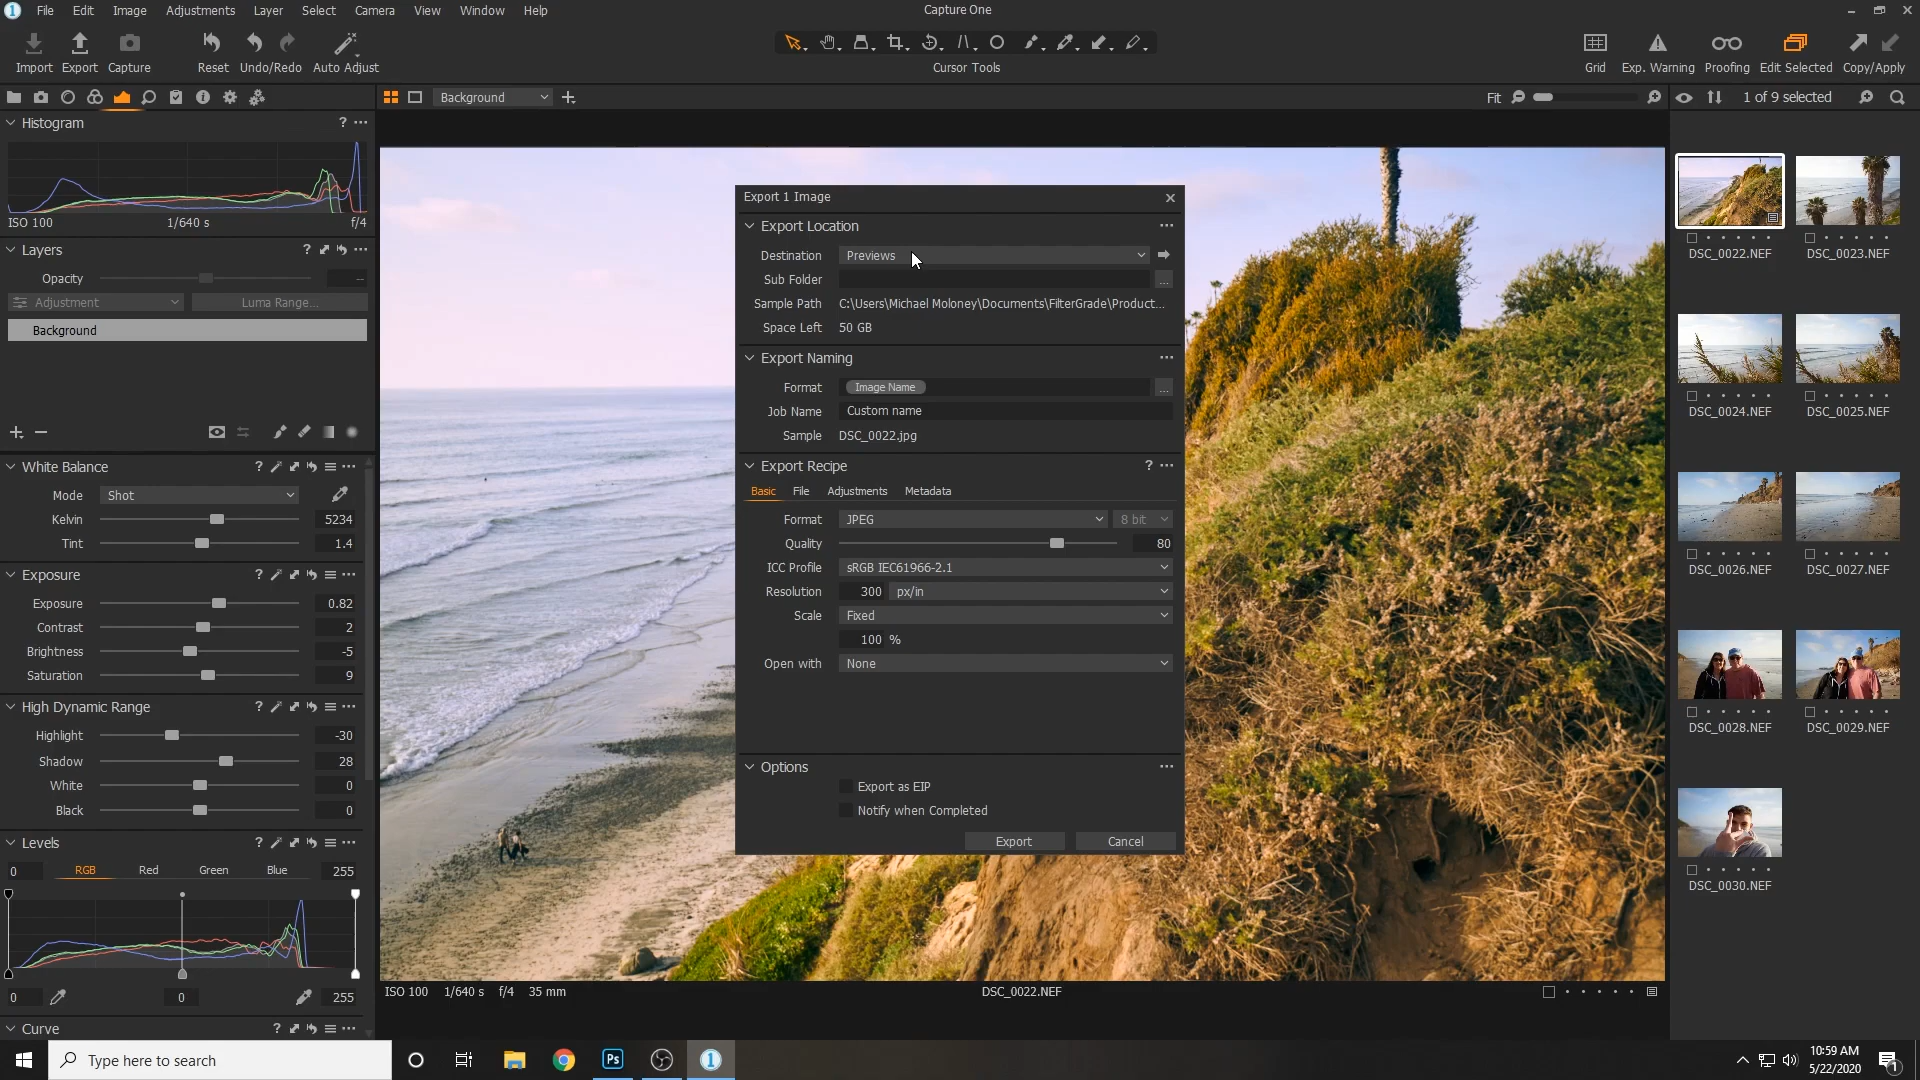 File Edit Image Adjustments Layer Select Camera View Window Help
Capture One
Import Export Capture Reset Undo/Redo Auto Adjust
Cursor Tools
Grid Exp. Warning Proofing Edit Selected Copy/Apply
Background
Fit
1 of 9 selected
Histogram
ISO 100 1/640 s f/4
Layers
Opacity --
Adjustment Luma Range...
Background
White Balance
Mode Shot
Kelvin 5234
Tint 1.4
Exposure
Exposure 0.82
Contrast 2
Brightness -5
Saturation 9
High Dynamic Range
Highlight -30
Shadow 28
White 0
Black 0
Levels
0 RGB Red Green Blue 255
0 0 255
Curve
Export 1 Image
Export Location
Destination Previews
Sub Folder
Sample Path C:\Users\Michael Moloney\Documents\FilterGrade\Product...
Space Left 50 GB
Export Naming
Format Image Name
Job Name Custom name
Sample DSC_0022.jpg
Export Recipe
Basic File Adjustments Metadata
Format JPEG 8 bit
Quality 80
ICC Profile sRGB IEC61966-2.1
Resolution 300 px/in
Scale Fixed
100 %
Open with None
Options
Export as EIP
Notify when Completed
Export Cancel
ISO 100 1/640 s f/4 35 mm
DSC_0022.NEF
DSC_0022.NEF DSC_0023.NEF
DSC_0024.NEF DSC_0025.NEF
DSC_0026.NEF DSC_0027.NEF
DSC_0028.NEF DSC_0029.NEF
DSC_0030.NEF
Type here to search
Ps
1
10:59 AM
5/22/2020
1